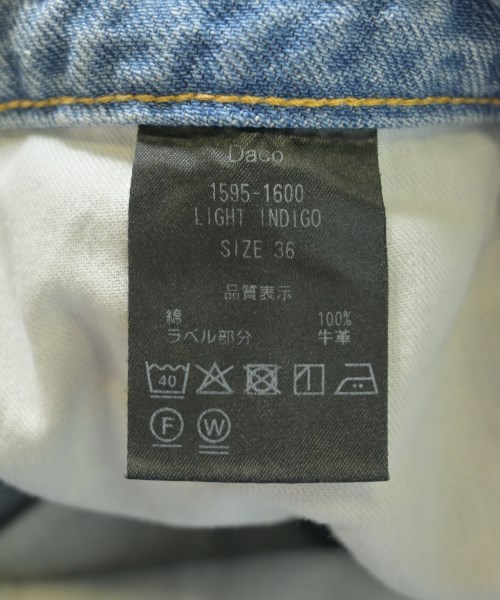 Daco
1595-1600
LIGHT INDIGO
SIZE 36
品質表示
綿 100%
ラベル部分 牛革
40
F W